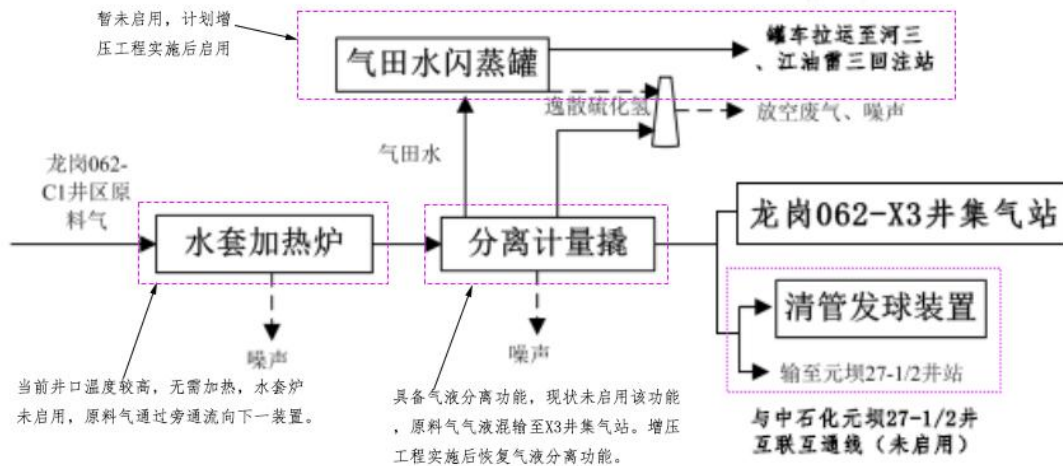 暂未启用，计划增
压工程实施后启用
气田水闪蒸罐
罐车拉运至河三
、江油雷三回注站
逸散硫化氢
放空废气、噪声
气田水
龙岗062-
C1井区原
料气
水套加热炉
分离计量撬
龙岗062-X3井集气站
清管发球装置
输至元坝27-1/2井站
噪声
噪声
当前井口温度较高，无需加热，水套炉
未启用，原料气通过旁通流向下一装置。
具备气液分离功能，现状未启用该功能
，原料气气液混输至X3井集气站。增压
工程实施后恢复气液分离功能。
与中石化元坝27-1/2井
互联互通线（未启用）